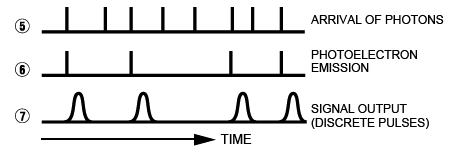 ⑤ ARRIVAL OF PHOTONS
⑥ PHOTOELECTRON
EMISSION
⑦ SIGNAL OUTPUT
(DISCRETE PULSES)
TIME